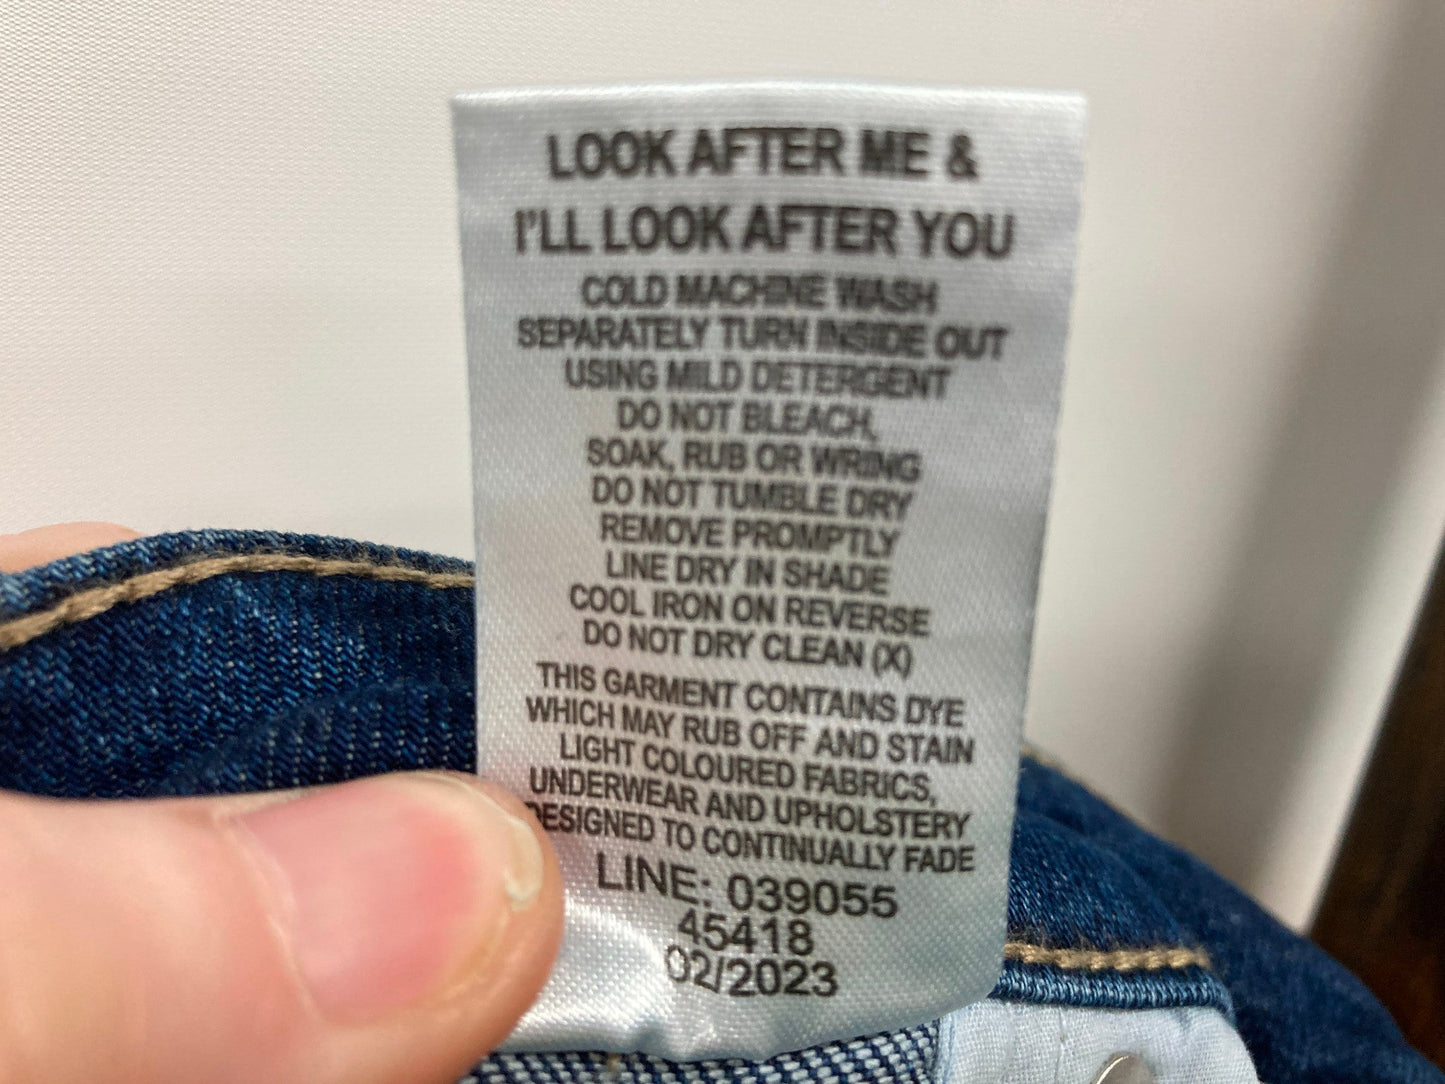 LOOK AFTER ME &
I'LL LOOK AFTER YOU
COLD MACHINE WASH
SEPARATELY TURN INSIDE OUT
USING MILD DETERGENT
DO NOT BLEACH,
SOAK, RUB OR WRING
DO NOT TUMBLE DRY
REMOVE PROMPTLY
LINE DRY IN SHADE
COOL IRON ON REVERSE
DO NOT DRY CLEAN (X)
THIS GARMENT CONTAINS DYE
WHICH MAY RUB OFF AND STAIN
LIGHT COLOURED FABRICS,
UNDERWEAR AND UPHOLSTERY
DESIGNED TO CONTINUALLY FADE
LINE: 039055
45418
02/2023